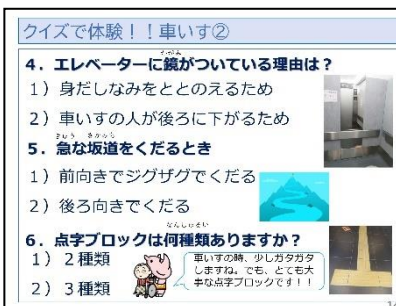 クイズで体験！！車いす②
４．エレベーターに鏡がついている理由は？
１）身だしなみをととのえるため
２）車いすの人が後ろに下がるため
５．急な坂道をくだるとき
１）前向きでジグザグでくだる
２）後ろ向きでくだる
６．点字ブロックは何種類ありますか？
１）２種類
２）３種類
車いすの時、少しガタガタ
しますね。でも、とても大
事な点字ブロックです！！